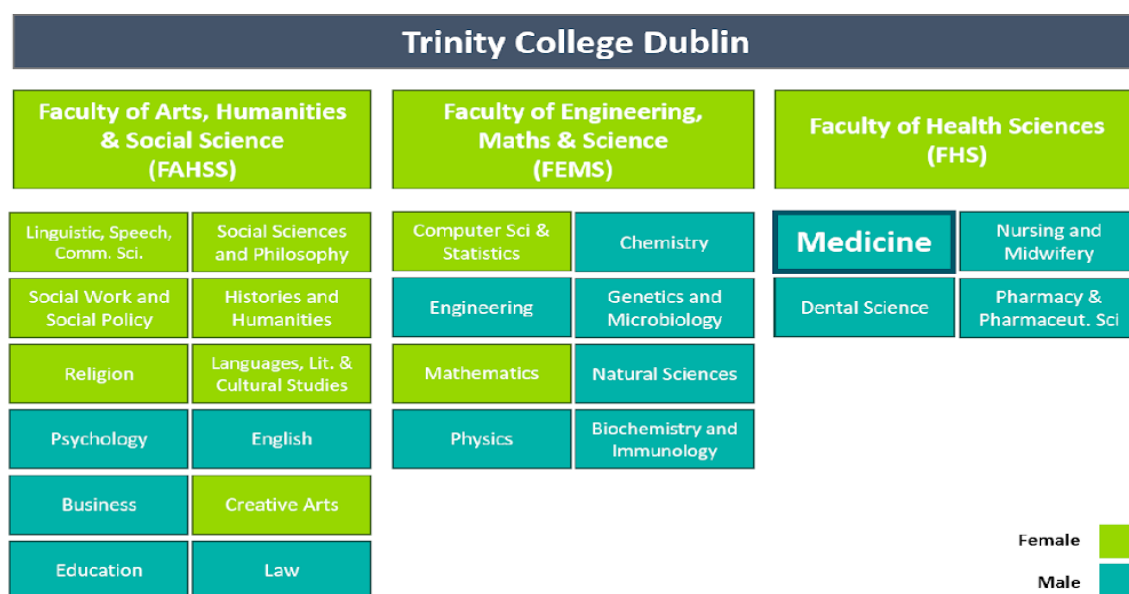 Trinity College Dublin
Faculty of Arts, Humanities
& Social Science
(FAHSS)
Faculty of Engineering,
Maths & Science
(FEMS)
Faculty of Health Sciences
(FHS)
Linguistic, Speech,
Comm. Sci.
Social Sciences
and Philosophy
Social Work and
Social Policy
Histories and
Humanities
Religion
Languages, Lit. &
Cultural Studies
Psychology
English
Business
Creative Arts
Education
Law
Computer Sci &
Statistics
Chemistry
Engineering
Genetics and
Microbiology
Mathematics
Natural Sciences
Physics
Biochemistry and
Immunology
Medicine
Nursing and
Midwifery
Dental Science
Pharmacy &
Pharmaceut. Sci
Female
Male